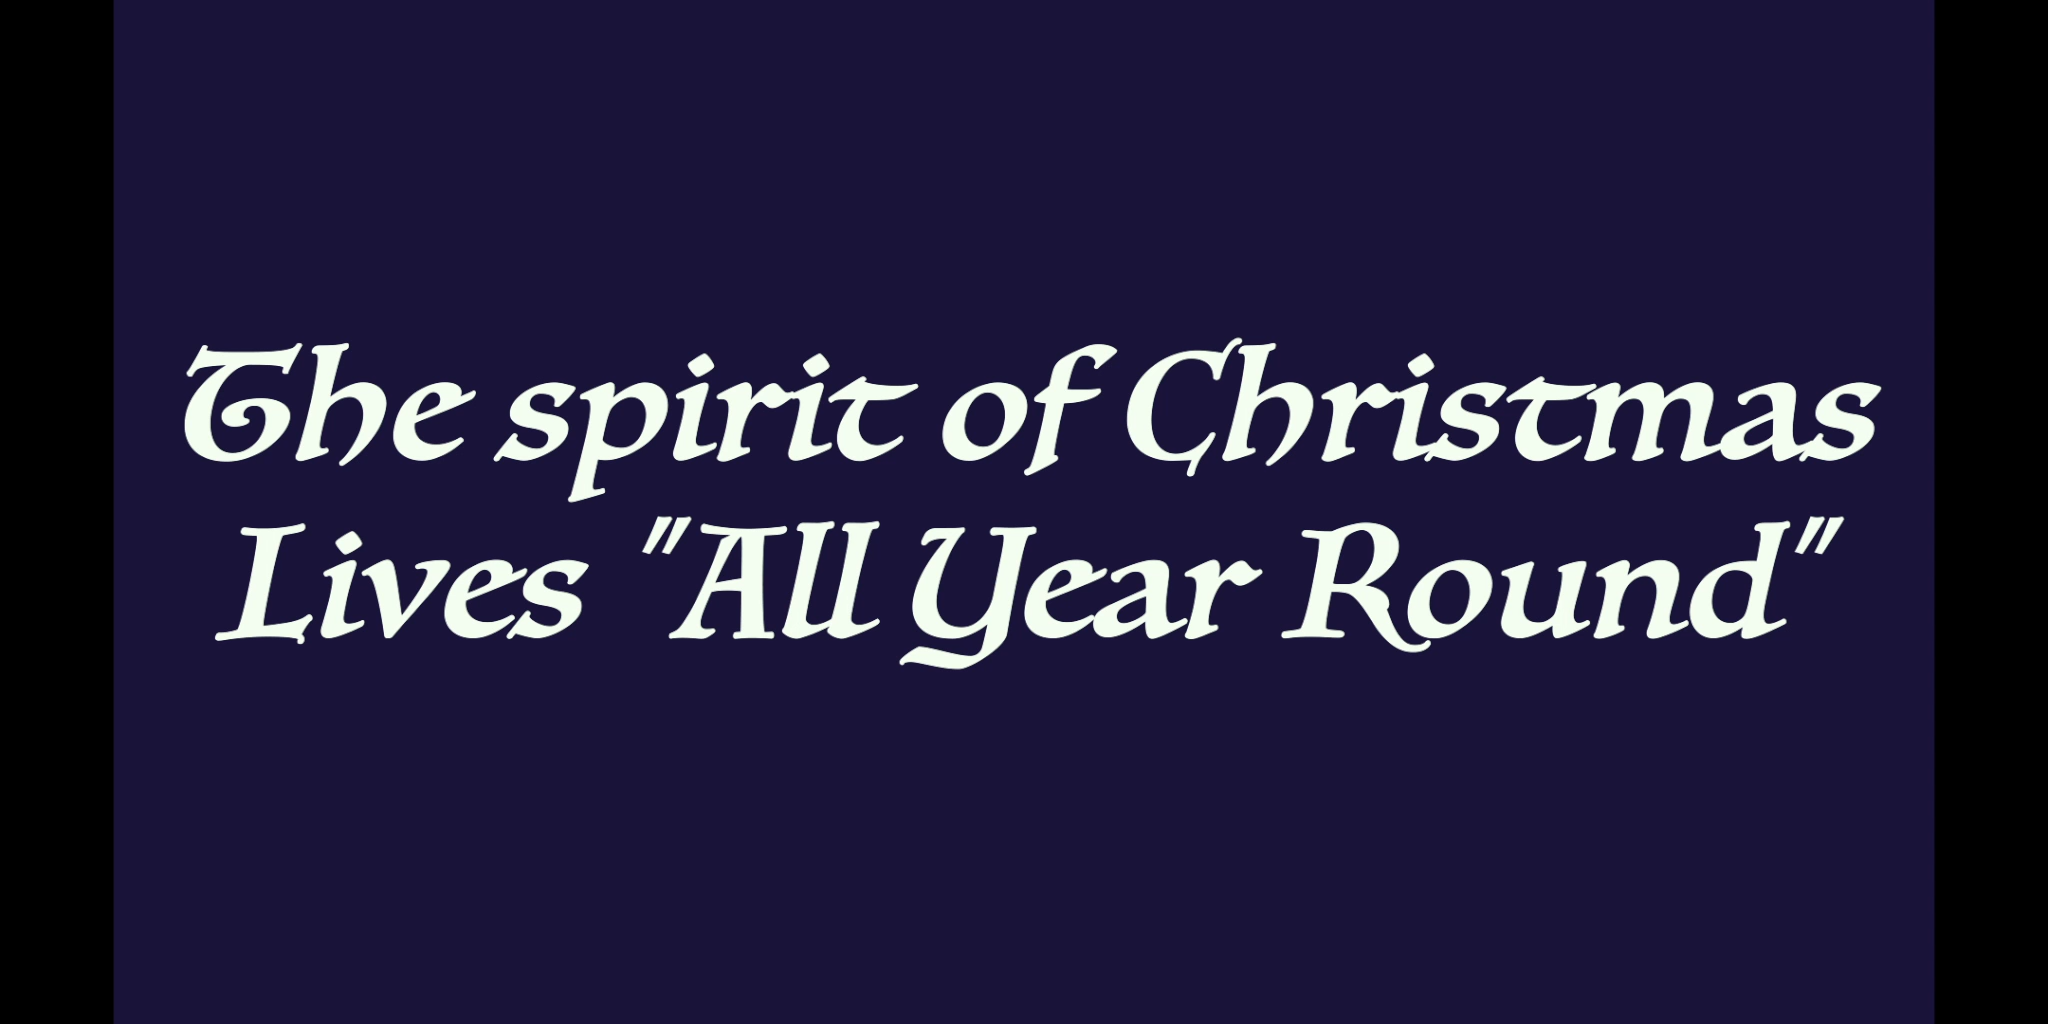 The spirit of Christmas
Lives "All Year Round"